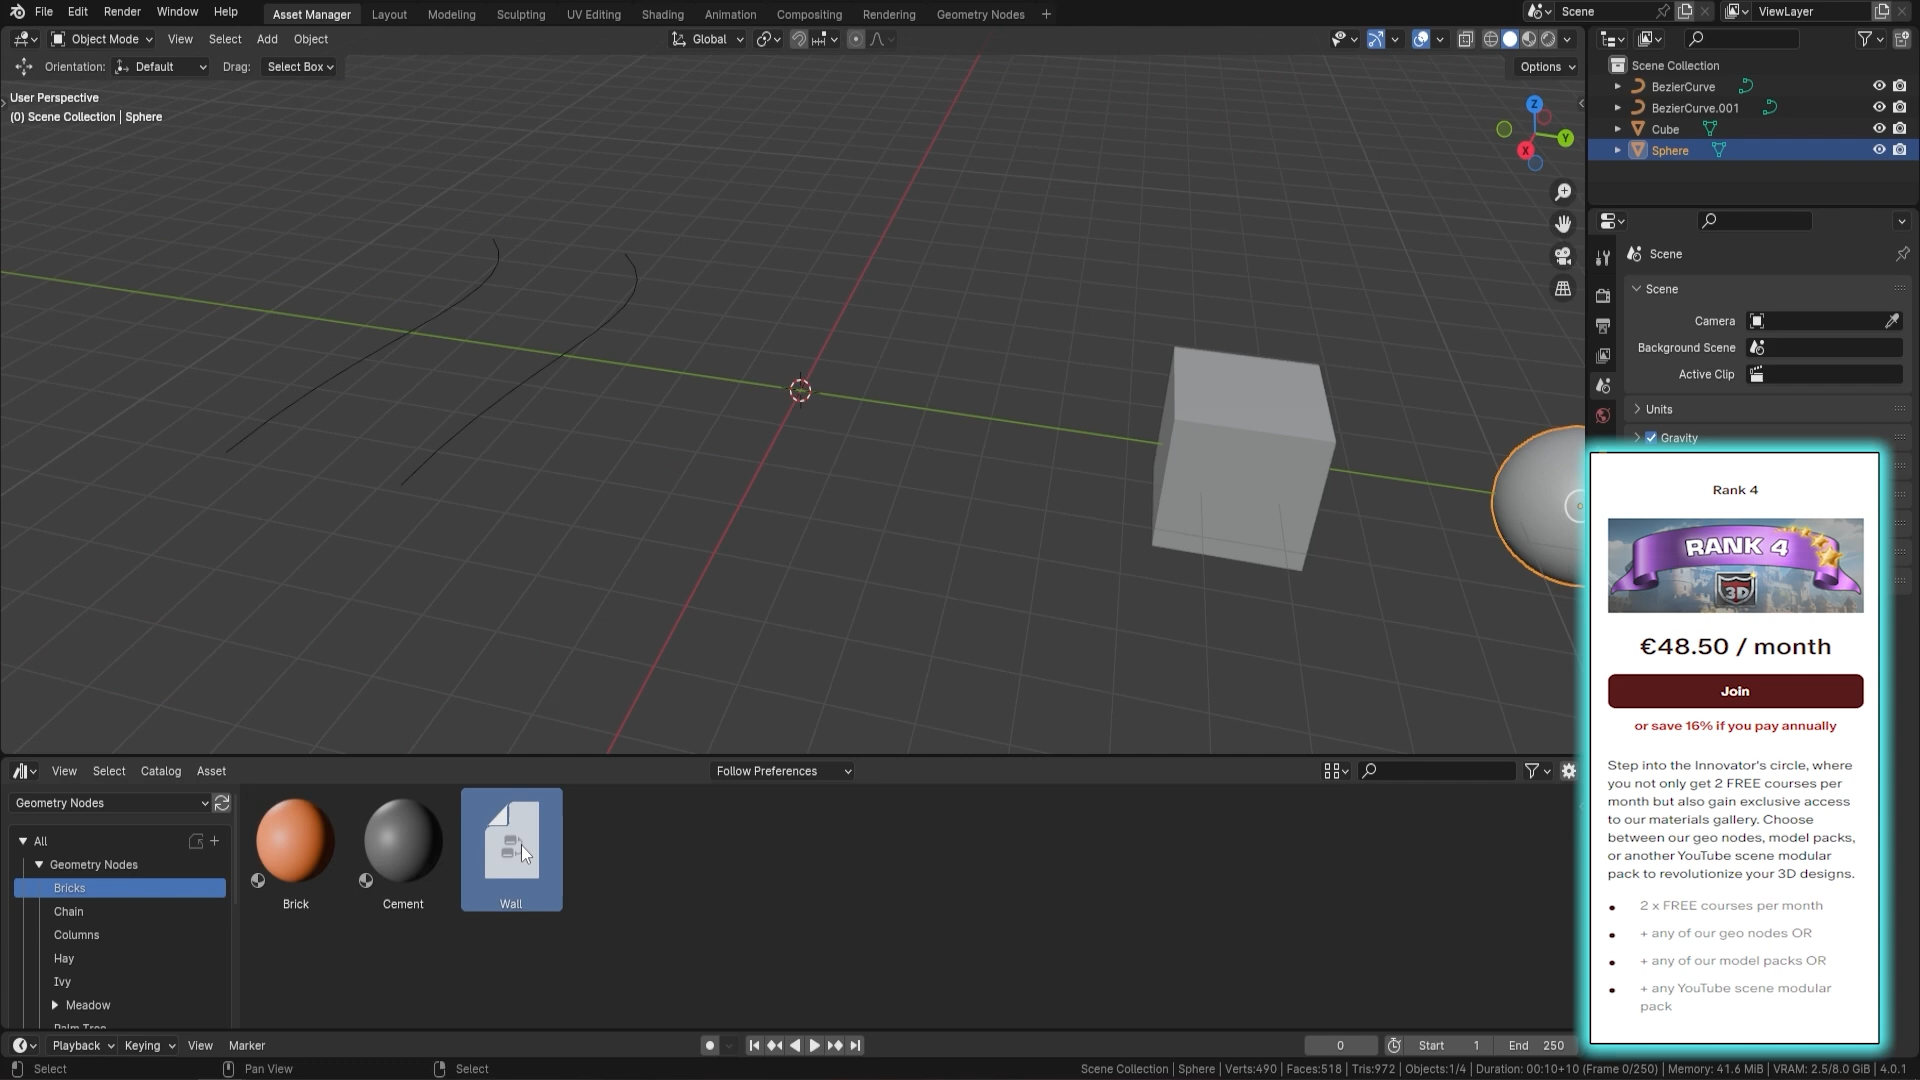 File Edit Render Window Help Asset Manager Layout Modeling Sculpting UV Editing Shading Animation Compositing Rendering Geometry Nodes + Scene ViewLayer
Object Mode View Select Add Object Global
Orientation: Default Drag: Select Box Options
User Perspective
(0) Scene Collection | Sphere
Z
Y
X
Scene Collection
BezierCurve
BezierCurve.001
Cube
Sphere
Scene
Scene
Camera
Background Scene
Active Clip
Units
Gravity
Rank 4
RANK 4
3D
€48.50 / month
Join
or save 16% if you pay annually
Step into the Innovator's circle, where
you not only get 2 FREE courses per
month but also gain exclusive access
to our materials gallery. Choose
between our geo nodes, model packs,
or another YouTube scene modular
pack to revolutionize your 3D designs.
2 x FREE courses per month
+ any of our geo nodes OR
+ any of our model packs OR
+ any YouTube scene modular
pack
View Select Catalog Asset Follow Preferences
Geometry Nodes
All
Geometry Nodes
Bricks
Chain
Columns
Hay
Ivy
Meadow
Palm Tree
Brick Cement Wall
Playback Keying View Marker 0 Start 1 End 250
Select Pan View Select Scene Collection | Sphere | Verts:490 | Faces:518 | Tris:972 | Objects:1/4 | Duration: 00:10+10 (Frame 0/250) | Memory: 41.6 MiB | VRAM: 2.5/8.0 GiB | 4.0.1